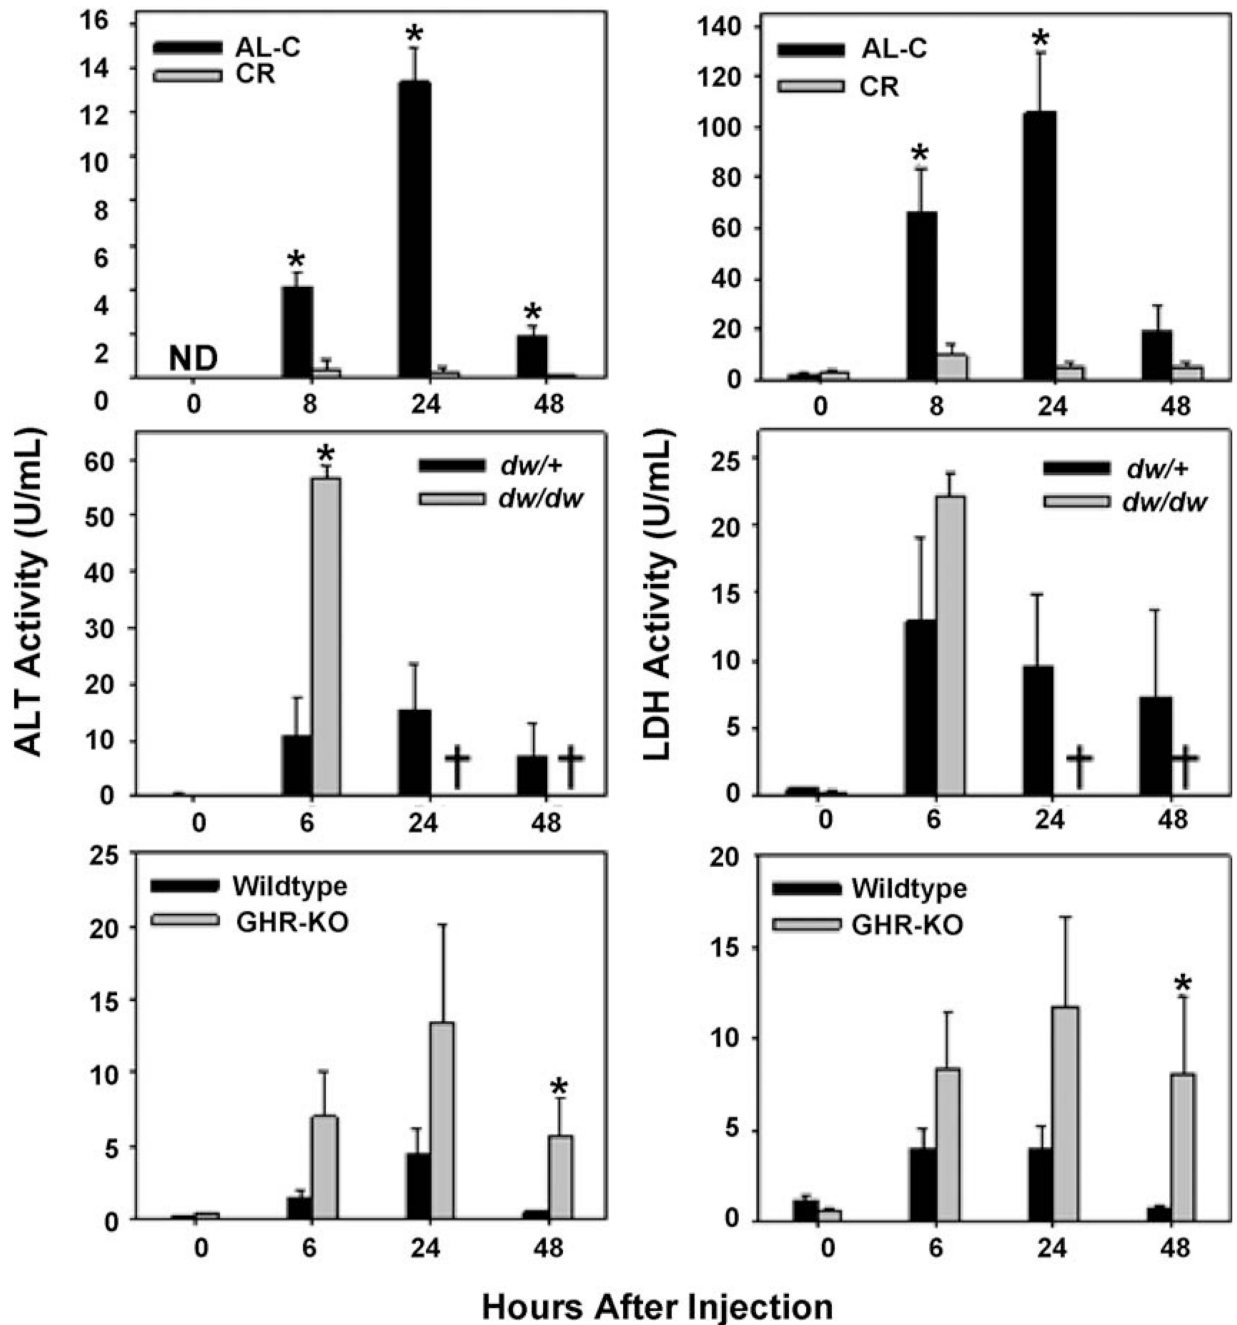 16
14
12
10
8
6
4
2
0
AL-C
CR
*
*
*
ND
0 8 24 48
140
120
100
80
60
40
20
0
AL-C
CR
*
*
0 8 24 48
ALT Activity (U/mL)
60
50
40
30
20
10
0
dw/+
dw/dw
*
† †
0 6 24 48
LDH Activity (U/mL)
25
20
15
10
5
0
dw/+
dw/dw
† †
0 6 24 48
25
20
15
10
5
0
Wildtype
GHR-KO
*
0 6 24 48
20
15
10
5
0
Wildtype
GHR-KO
*
0 6 24 48
Hours After Injection